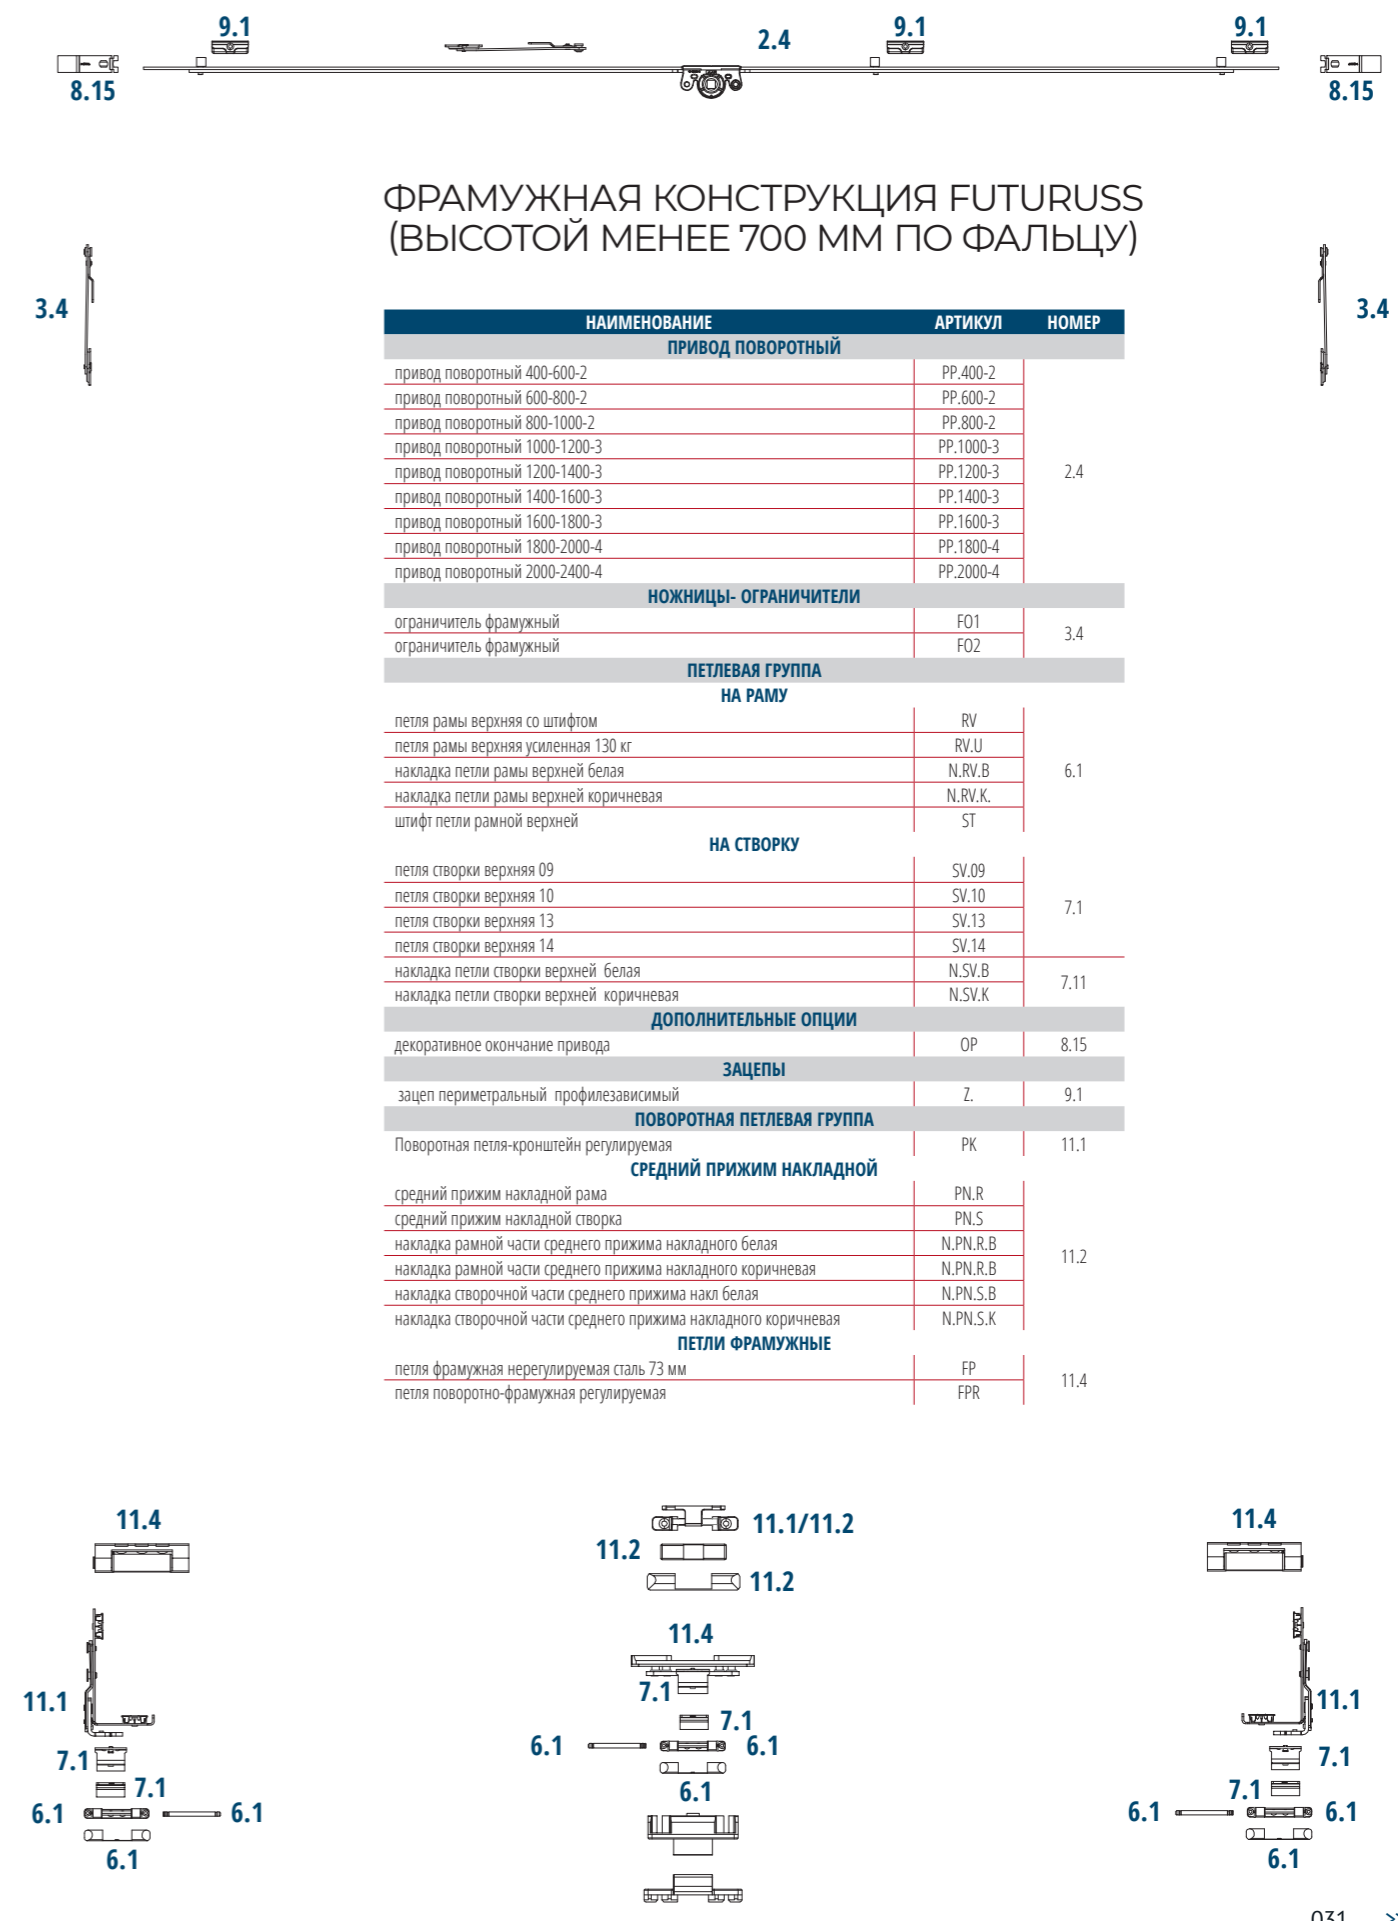 9.1
2.4
9.1
9.1
8.15
8.15
ФРАМУЖНАЯ КОНСТРУКЦИЯ FUTURUSS
(ВЫСОТОЙ МЕНЕЕ 700 ММ ПО ФАЛЬЦУ)
3.4
3.4
НАИМЕНОВАНИЕ АРТИКУЛ НОМЕР
ПРИВОД ПОВОРОТНЫЙ
привод поворотный 400-600-2 PP.400-2
привод поворотный 600-800-2 PP.600-2
привод поворотный 800-1000-2 PP.800-2
привод поворотный 1000-1200-3 PP.1000-3
привод поворотный 1200-1400-3 PP.1200-3 2.4
привод поворотный 1400-1600-3 PP.1400-3
привод поворотный 1600-1800-3 PP.1600-3
привод поворотный 1800-2000-4 PP.1800-4
привод поворотный 2000-2400-4 PP.2000-4
НОЖНИЦЫ- ОГРАНИЧИТЕЛИ
ограничитель фрамужный FO1
3.4
ограничитель фрамужный FO2
ПЕТЛЕВАЯ ГРУППА
НА РАМУ
петля рамы верхняя со штифтом RV
петля рамы верхняя усиленная 130 кг RV.U
накладка петли рамы верхней белая N.RV.B 6.1
накладка петли рамы верхней коричневая N.RV.K.
штифт петли рамной верхней ST
НА СТВОРКУ
петля створки верхняя 09 SV.09
петля створки верхняя 10 SV.10
7.1
петля створки верхняя 13 SV.13
петля створки верхняя 14 SV.14
накладка петли створки верхней белая N.SV.B
7.11
накладка петли створки верхней коричневая N.SV.K
ДОПОЛНИТЕЛЬНЫЕ ОПЦИИ
декоративное окончание привода OP 8.15
ЗАЦЕПЫ
зацеп периметральный профилезависимый Z. 9.1
ПОВОРОТНАЯ ПЕТЛЕВАЯ ГРУППА
Поворотная петля-кронштейн регулируемая PK 11.1
СРЕДНИЙ ПРИЖИМ НАКЛАДНОЙ
средний прижим накладной рама PN.R
средний прижим накладной створка PN.S
накладка рамной части среднего прижима накладного белая N.PN.R.B
11.2
накладка рамной части среднего прижима накладного коричневая N.PN.R.B
накладка створочной части среднего прижима накл белая N.PN.S.B
накладка створочной части среднего прижима накладного коричневая N.PN.S.K
ПЕТЛИ ФРАМУЖНЫЕ
петля фрамужная нерегулируемая сталь 73 мм FP
11.4
петля поворотно-фрамужная регулируемая FPR
11.4
11.1/11.2
11.4
11.2
11.2
11.4
7.1
11.1
11.1
7.1
6.1
6.1
7.1
7.1
7.1
7.1
6.1
6.1
6.1
6.1
6.1
6.1
6.1
031